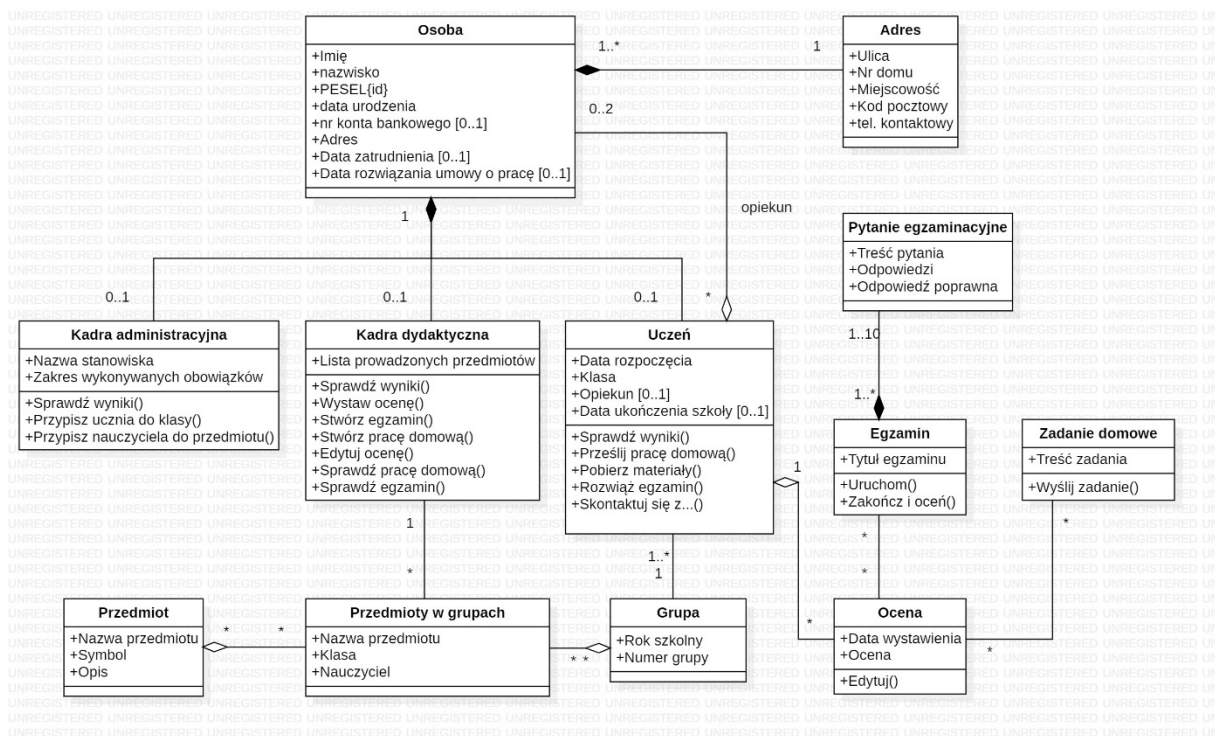 Osoba
+Imię
+nazwisko
+PESEL{id}
+data urodzenia
+nr konta bankowego [0..1]
+Adres
+Data zatrudnienia [0..1]
+Data rozwiązania umowy o pracę [0..1]
1..*
1
Adres
+Ulica
+Nr domu
+Miejscowość
+Kod pocztowy
+tel. kontaktowy
0..2
opiekun
*
1
0..1
0..1
0..1
Pytanie egzaminacyjne
+Treść pytania
+Odpowiedzi
+Odpowiedź poprawna
1..10
1..*
Kadra administracyjna
+Nazwa stanowiska
+Zakres wykonywanych obowiązków
+Sprawdź wyniki()
+Przypisz ucznia do klasy()
+Przypisz nauczyciela do przedmiotu()
Kadra dydaktyczna
+Lista prowadzonych przedmiotów
+Sprawdź wyniki()
+Wystaw ocenę()
+Stwórz egzamin()
+Stwórz pracę domową()
+Edytuj ocenę()
+Sprawdź pracę domową()
+Sprawdź egzamin()
Uczeń
+Data rozpoczęcia
+Klasa
+Opiekun [0..1]
+Data ukończenia szkoły [0..1]
+Sprawdź wyniki()
+Prześlij pracę domową()
+Pobierz materiały()
+Rozwiąż egzamin()
+Skontaktuj się z...()
Egzamin
+Tytuł egzaminu
+Uruchom()
+Zakończ i oceń()
Zadanie domowe
+Treść zadania
+Wyślij zadanie()
1
*
1
*
1..*
1
*
*
*
Przedmiot
+Nazwa przedmiotu
+Symbol
+Opis
*
*
Przedmioty w grupach
+Nazwa przedmiotu
+Klasa
+Nauczyciel
* *
Grupa
+Rok szkolny
+Numer grupy
*
Ocena
+Data wystawienia
+Ocena
+Edytuj()
UNREGISTERED UNREGISTERED UNREGISTERED UNREGISTERED